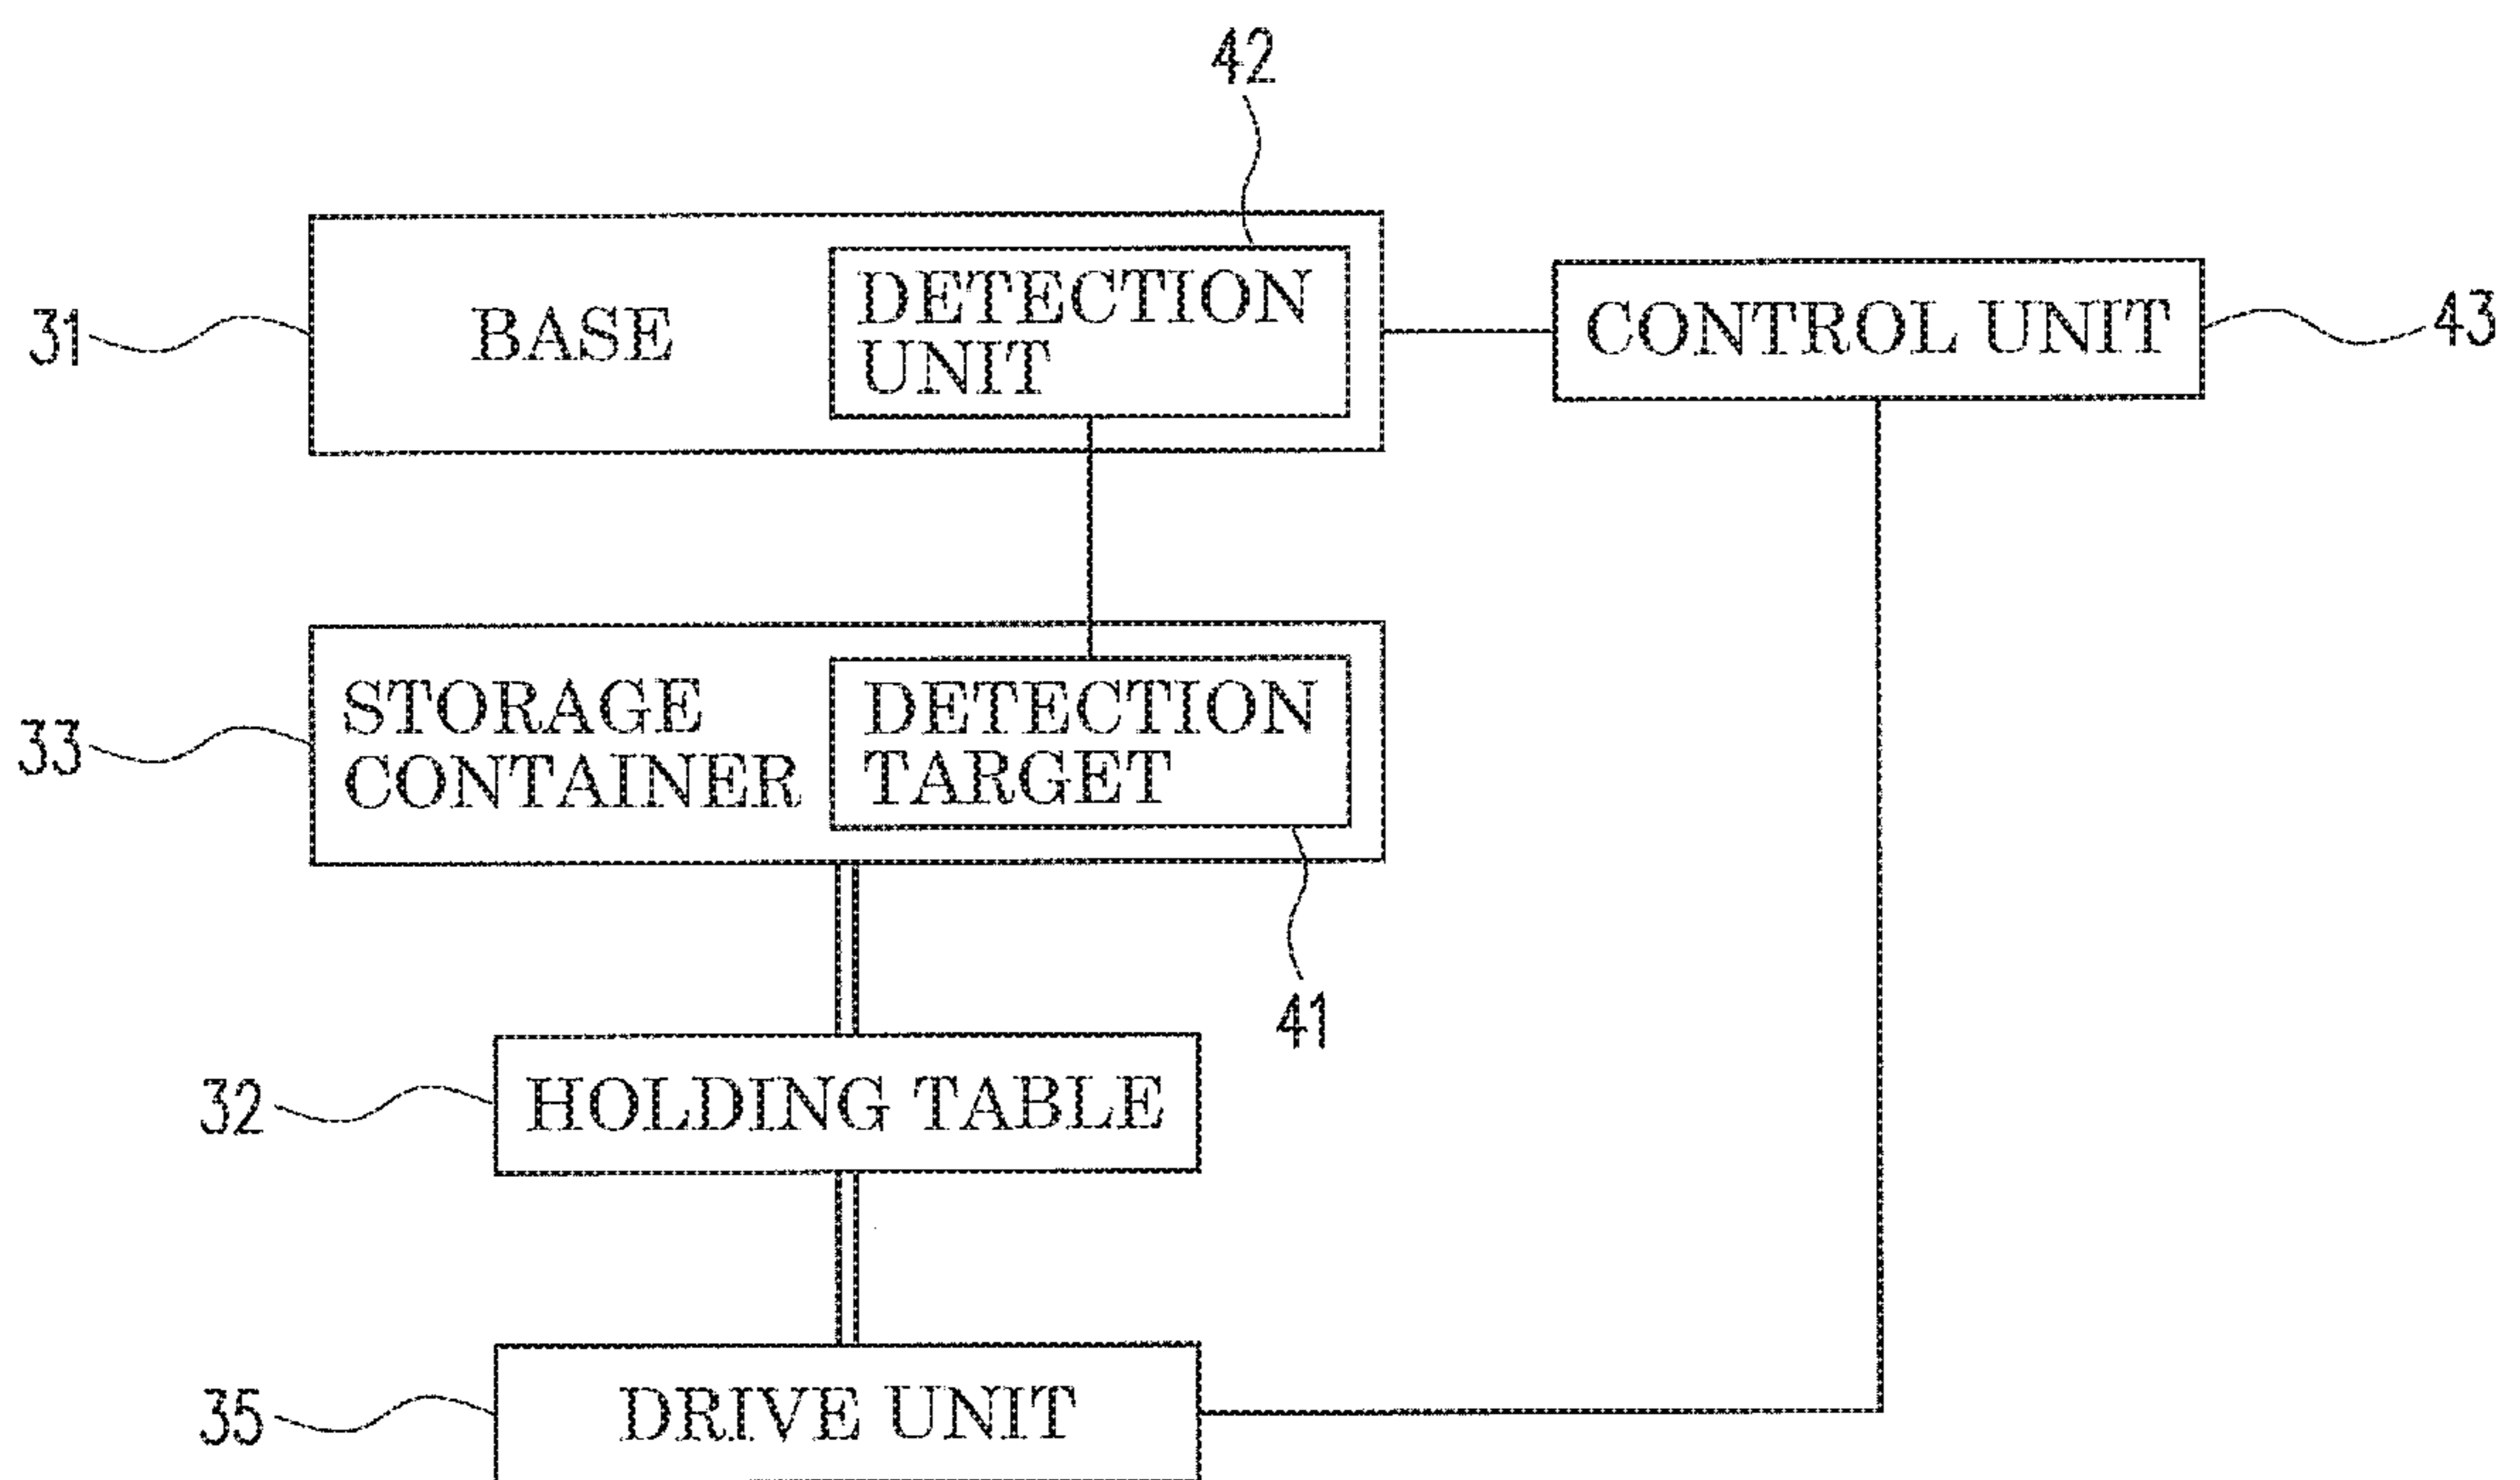 42
31
BASE
DETECTION
UNIT
CONTROL UNIT
43
33
STORAGE
CONTAINER
DETECTION
TARGET
41
32
HOLDING TABLE
35
DRIVE UNIT